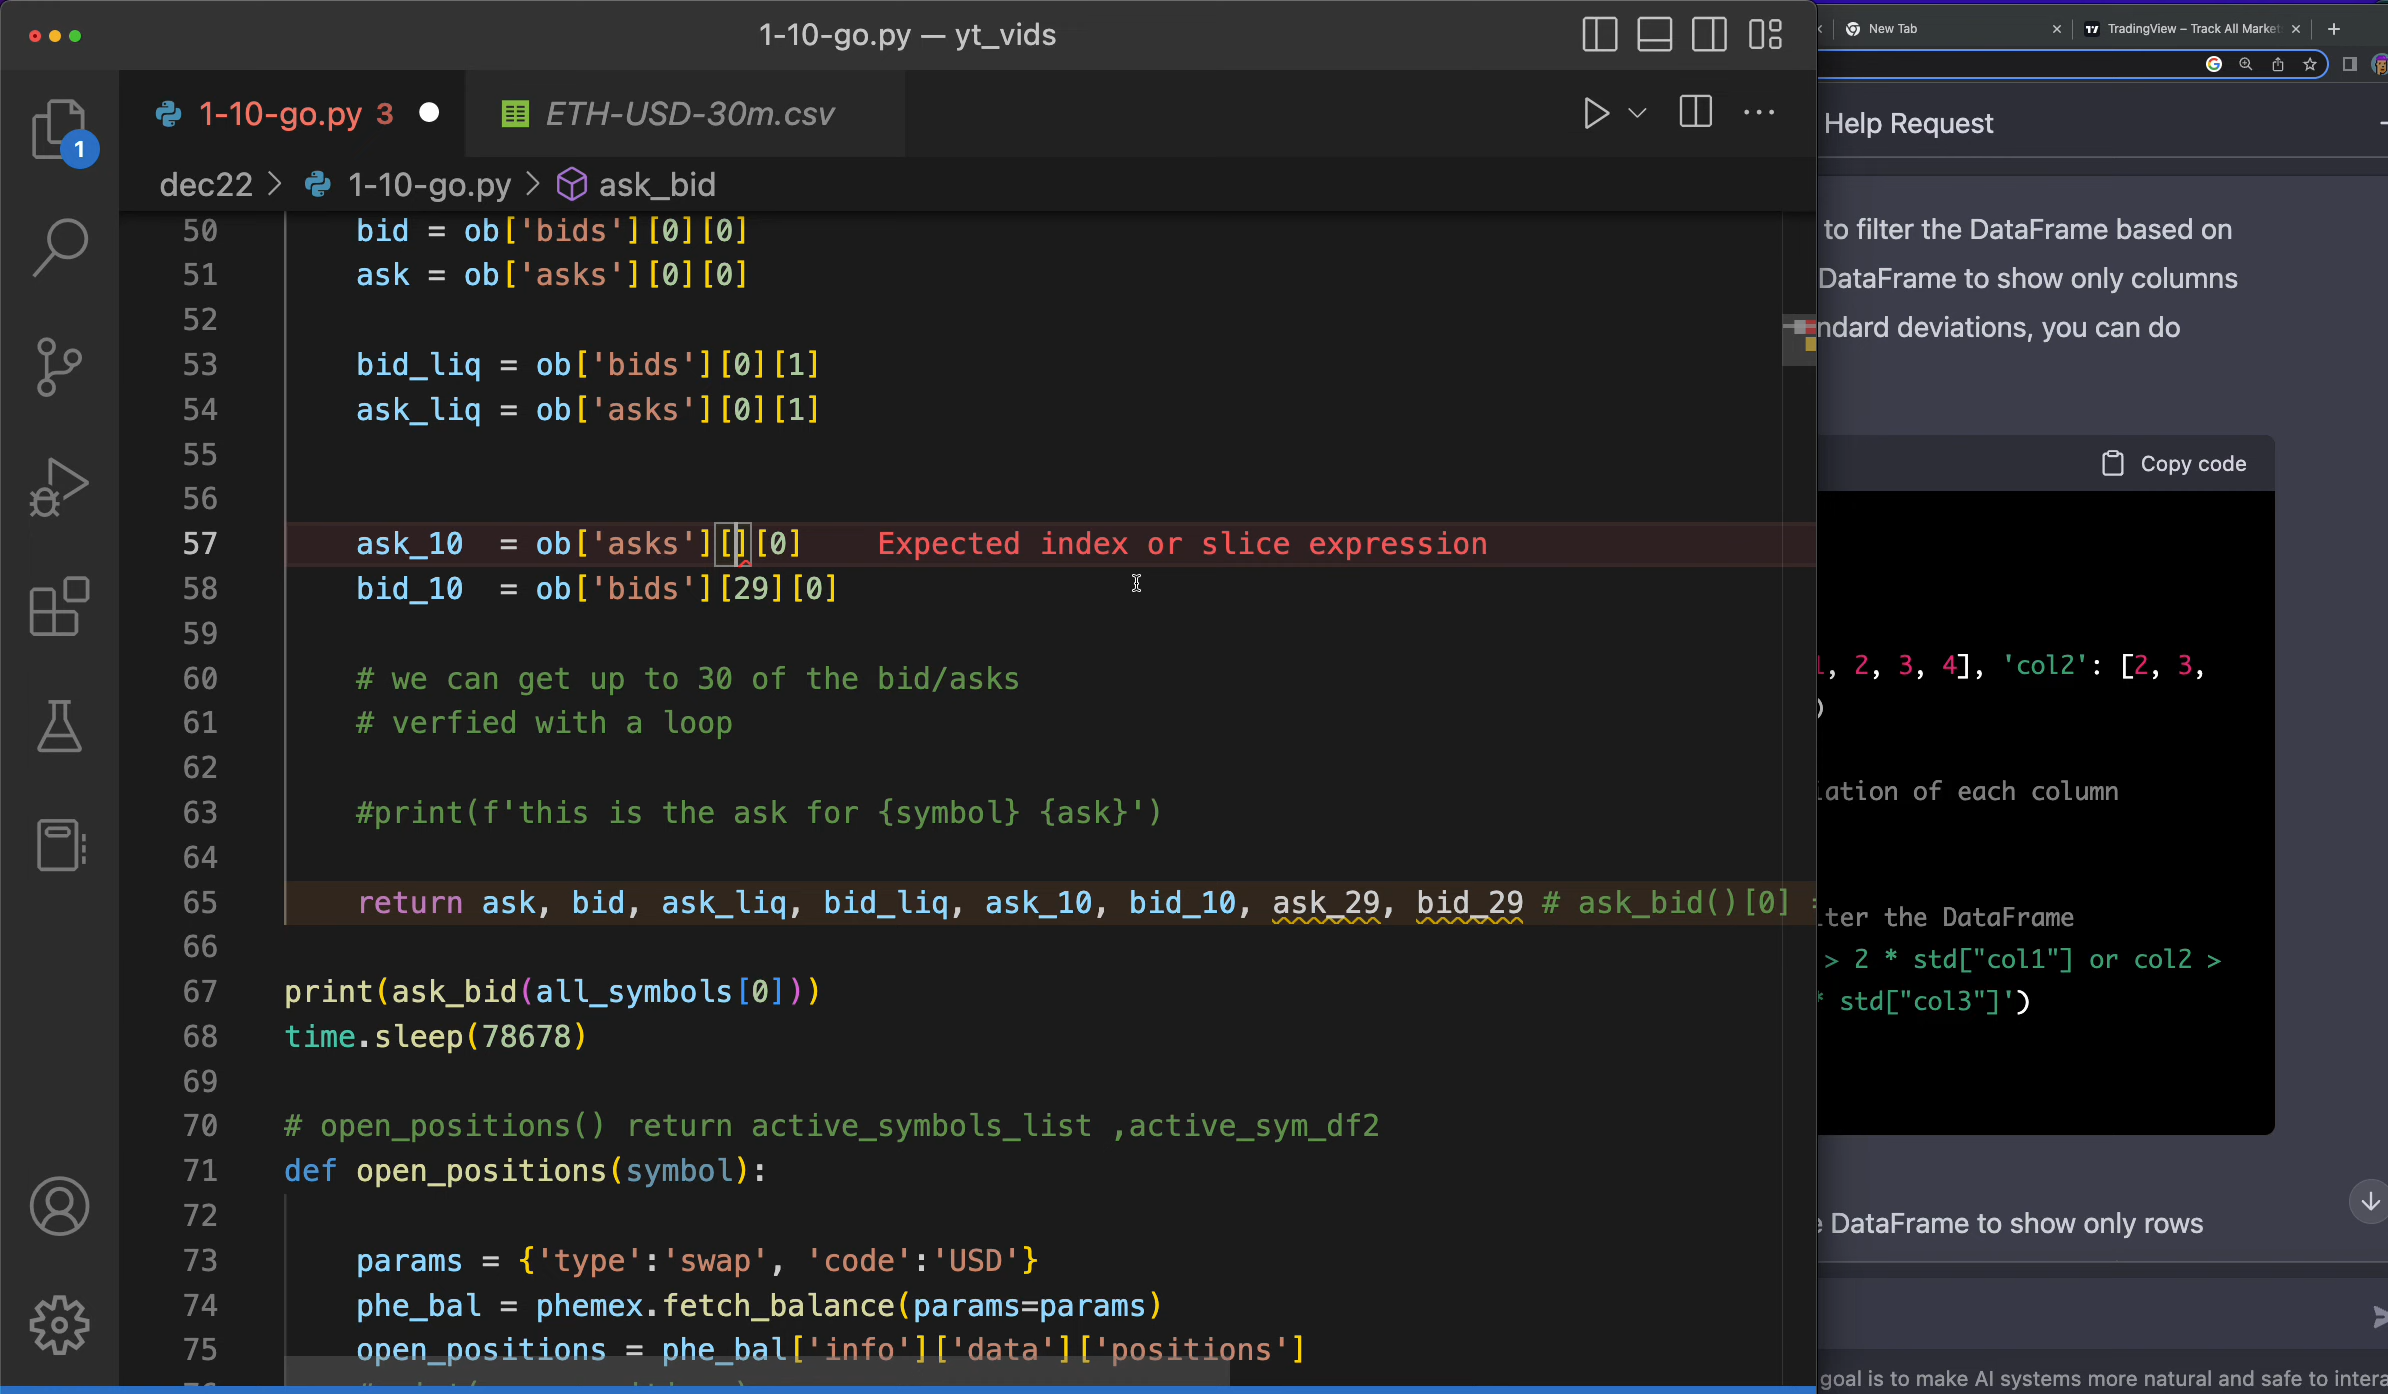 1-10-go.py — yt_vids
1-10-go.py 3
ETH-USD-30m.csv
1
dec22 > 1-10-go.py > ask_bid
50 bid = ob['bids'][0][0]
51 ask = ob['asks'][0][0]
52
53 bid_liq = ob['bids'][0][1]
54 ask_liq = ob['asks'][0][1]
55
56
57 ask_10  = ob['asks'][][0] Expected index or slice expression
58 bid_10  = ob['bids'][29][0]
59
60 # we can get up to 30 of the bid/asks
61 # verfied with a loop
62
63 #print(f'this is the ask for {symbol} {ask}')
64
65 return ask, bid, ask_liq, bid_liq, ask_10, bid_10, ask_29, bid_29 # ask_bid()[0]
66
67 print(ask_bid(all_symbols[0]))
68 time.sleep(78678)
69
70 # open_positions() return active_symbols_list ,active_sym_df2
71 def open_positions(symbol):
72
73 params = {'type':'swap', 'code':'USD'}
74 phe_bal = phemex.fetch_balance(params=params)
75 open_positions = phe_bal['info']['data']['positions']
New Tab
TradingView – Track All Market
Help Request
to filter the DataFrame based on
DataFrame to show only columns
ndard deviations, you can do
Copy code
, 2, 3, 4], 'col2': [2, 3,
)
iation of each column
ter the DataFrame
> 2 * std["col1"] or col2 >
* std["col3"]')
DataFrame to show only rows
goal is to make AI systems more natural and safe to intera